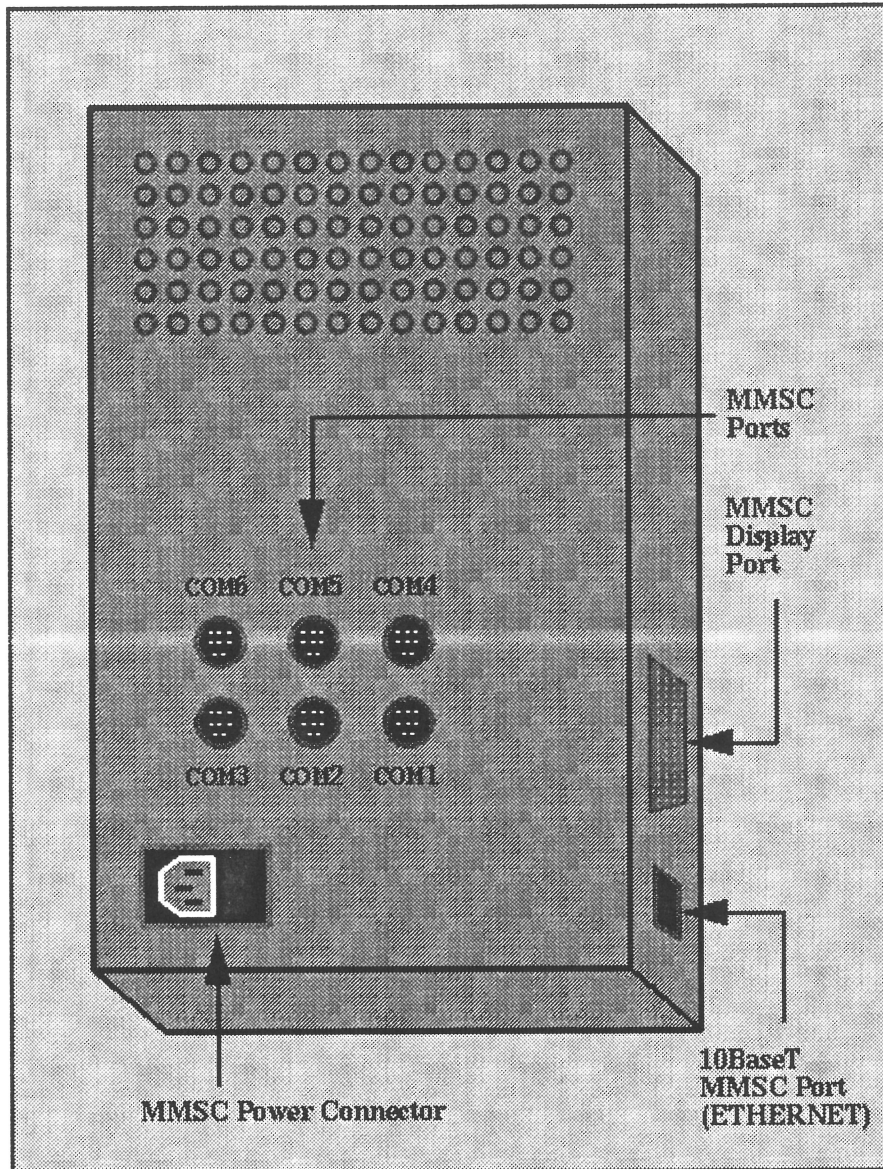 MMSC
Ports
MMSC
Display
Port
COM6 COM5 COM4
COM3 COM2 COM1
10BaseT
MMSC Port
(ETHERNET)
MMSC Power Connector